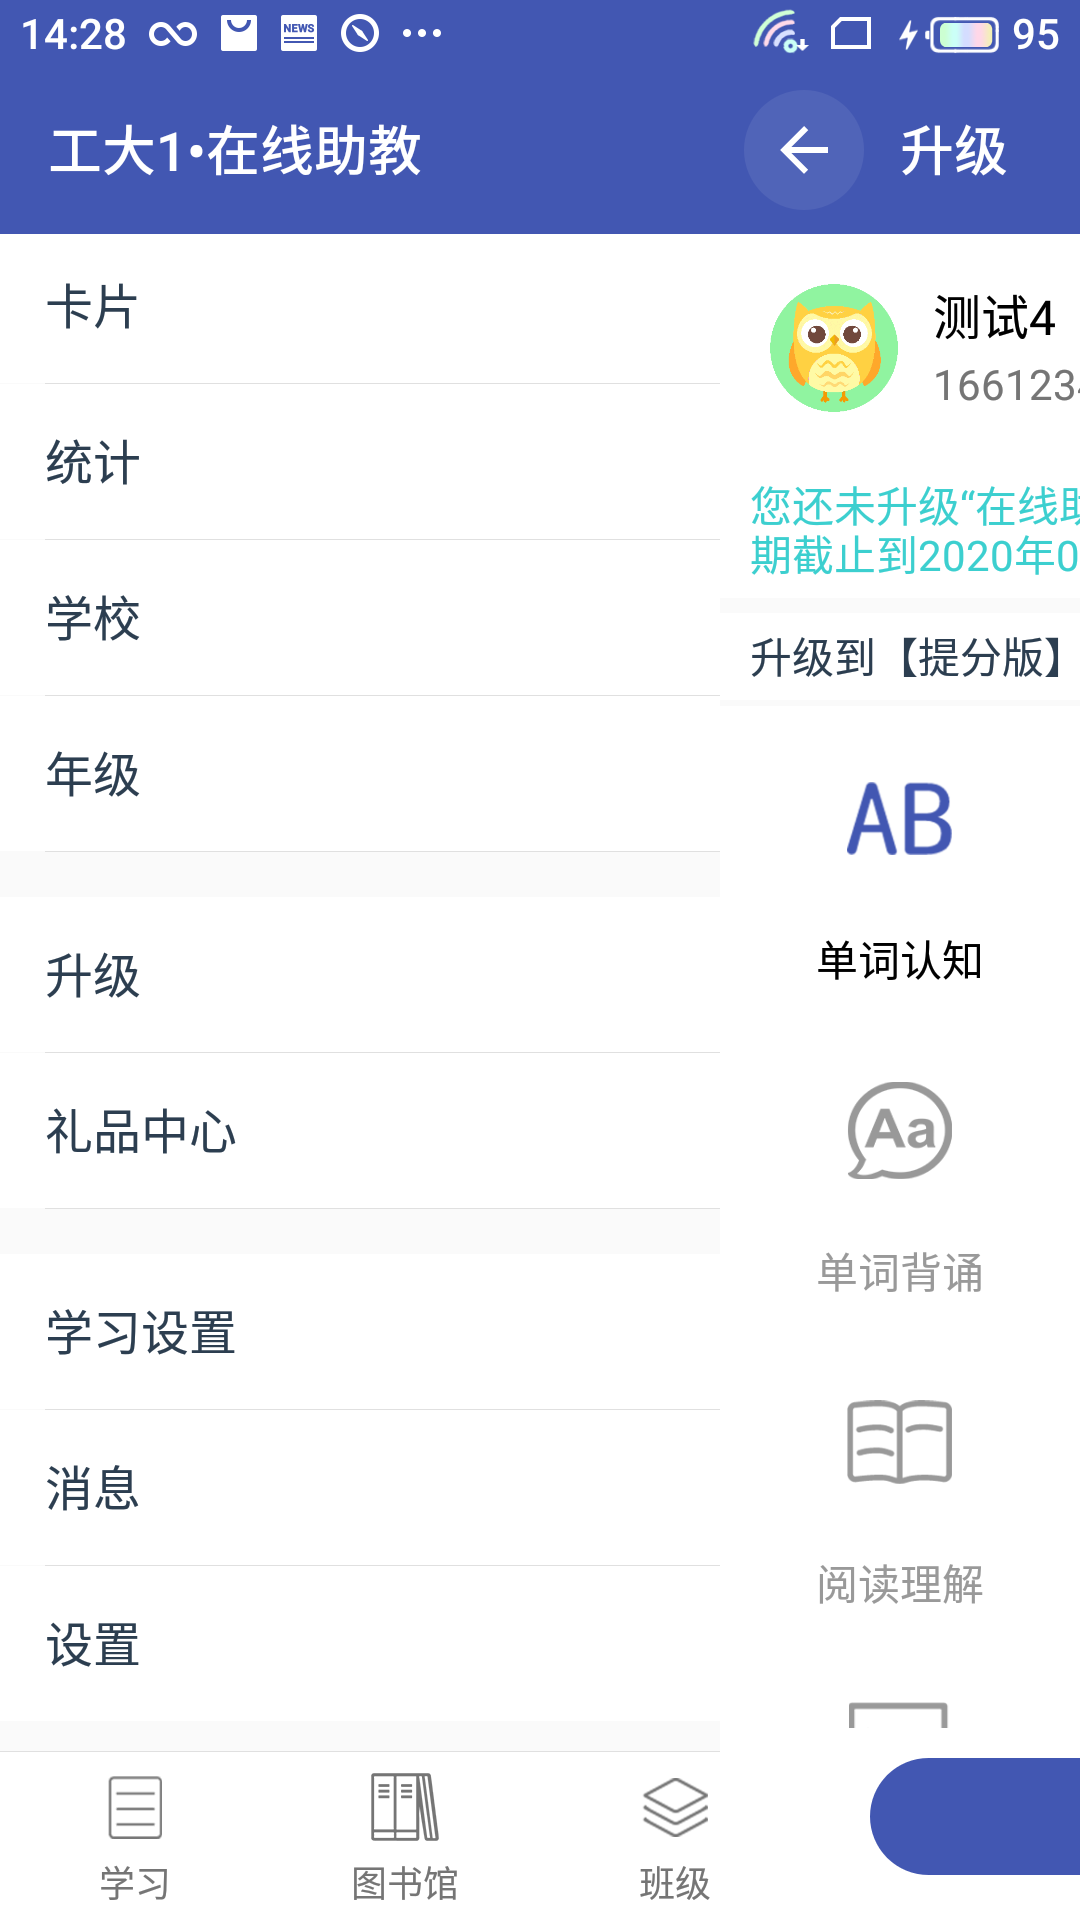 14:28
NEWS
95
工大1•在线助教
升级
卡片
统计
学校
年级
升级
礼品中心
学习设置
消息
设置
学习
图书馆
班级
测试4
166123
您还未升级“在线
期截止到2020年0
升级到【提分版】
AB
单词认知
Aa
单词背诵
阅读理解